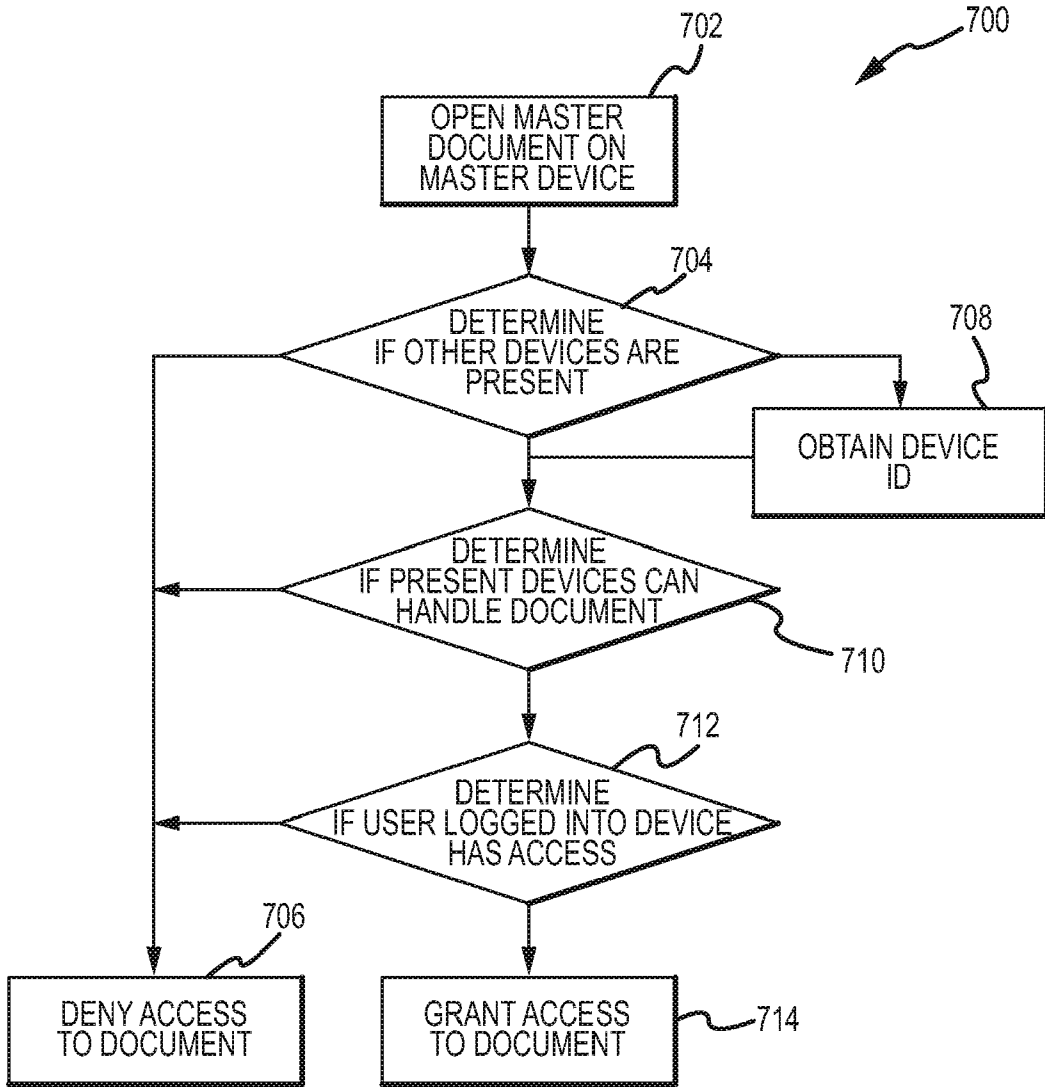 702
700
OPEN MASTER
DOCUMENT ON
MASTER DEVICE
704
DETERMINE
IF OTHER DEVICES ARE
PRESENT
708
OBTAIN DEVICE
ID
DETERMINE
IF PRESENT DEVICES CAN
HANDLE DOCUMENT
710
712
DETERMINE
IF USER LOGGED INTO DEVICE
HAS ACCESS
706
DENY ACCESS
TO DOCUMENT
GRANT ACCESS
TO DOCUMENT
714